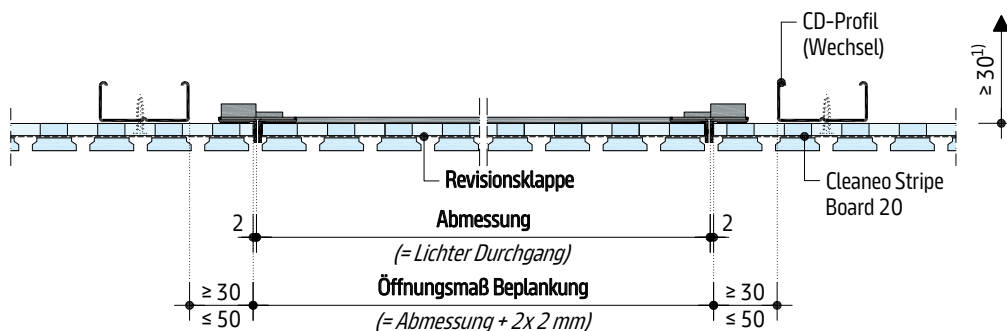 CD-Profil
(Wechsel)
≥ 30¹⁾
Revisionsklappe
Cleaneo Stripe
Board 20
2
Abmessung
2
(= Lichter Durchgang)
≥ 30
Öffnungsmaß Beplankung
≥ 30
≤ 50
(= Abmessung + 2x 2 mm)
≤ 50